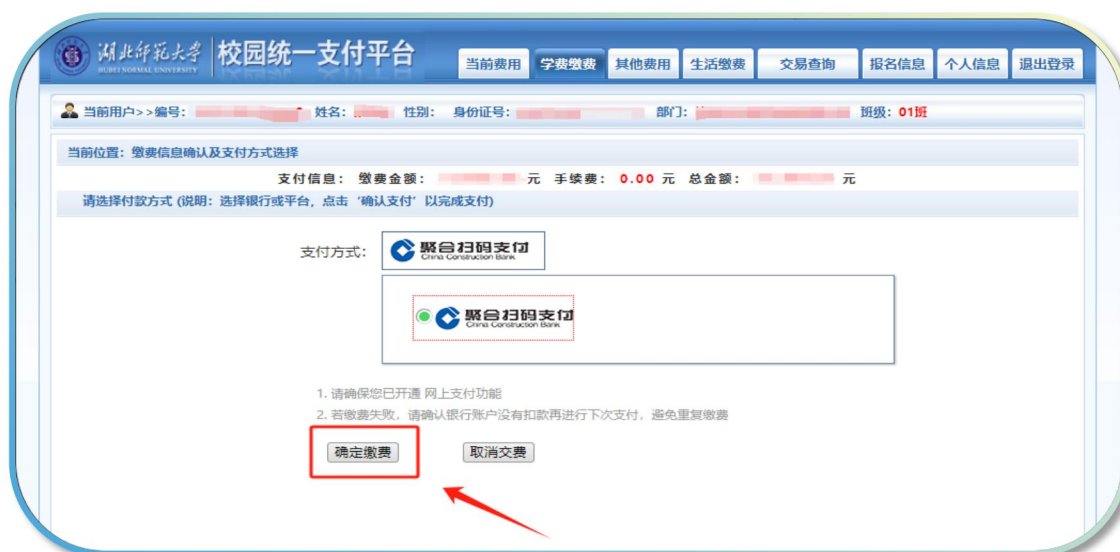 湖北师范大学 校园统一支付平台
HUBEI NORMAL UNIVERSITY
当前费用 学费缴费 其他费用 生活缴费 交易查询 报名信息 个人信息 退出登录
当前用户>>编号: 姓名: 性别: 身份证号: 部门: 班级: 01班
当前位置: 缴费信息确认及支付方式选择
支付信息: 缴费金额: 元 手续费: 0.00 元 总金额: 元
请选择付款方式 (说明: 选择银行或平台, 点击 '确认支付' 以完成支付)
支付方式: 聚合扫码支付
China Construction Bank
聚合扫码支付
China Construction Bank
1. 请确保您已开通 网上支付功能
2. 若缴费失败, 请确认银行账户没有扣款再进行下次支付, 避免重复缴费
确定缴费 取消交费